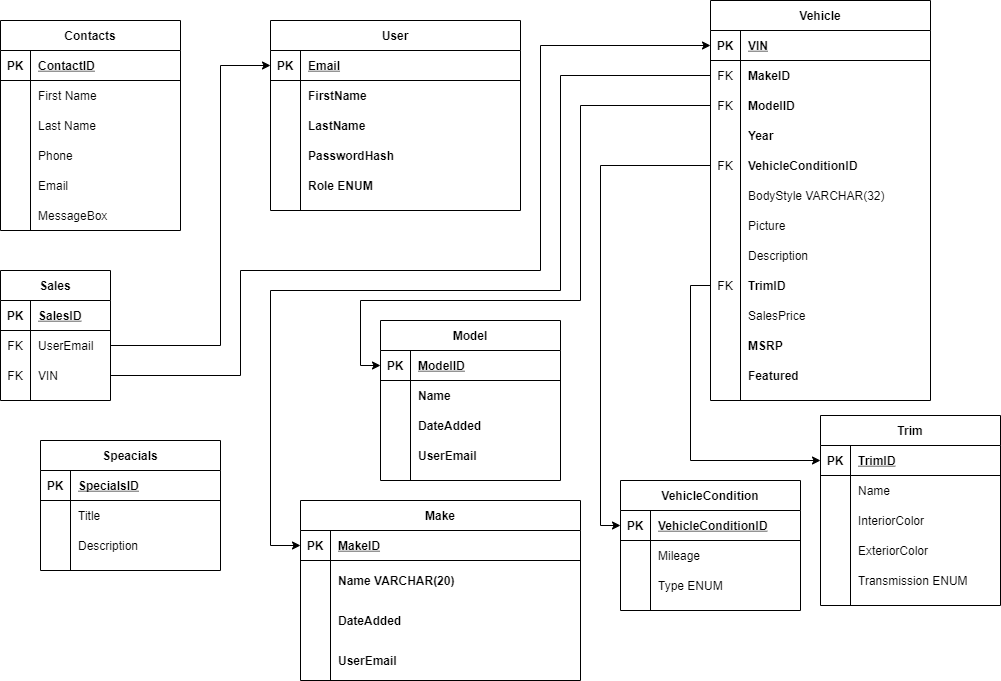 Contacts
PK ContactID
First Name
Last Name
Phone
Email
MessageBox
User
PK Email
FirstName
LastName
PasswordHash
Role ENUM
Vehicle
PK VIN
FK MakeID
FK ModelID
Year
FK VehicleConditionID
BodyStyle VARCHAR(32)
Picture
Description
FK TrimID
SalesPrice
MSRP
Featured
Sales
PK SalesID
FK UserEmail
FK VIN
Model
PK ModelID
Name
DateAdded
UserEmail
Speacials
PK SpecialsID
Title
Description
Make
PK MakeID
Name VARCHAR(20)
DateAdded
UserEmail
VehicleCondition
PK VehicleConditionID
Mileage
Type ENUM
Trim
PK TrimID
Name
InteriorColor
ExteriorColor
Transmission ENUM